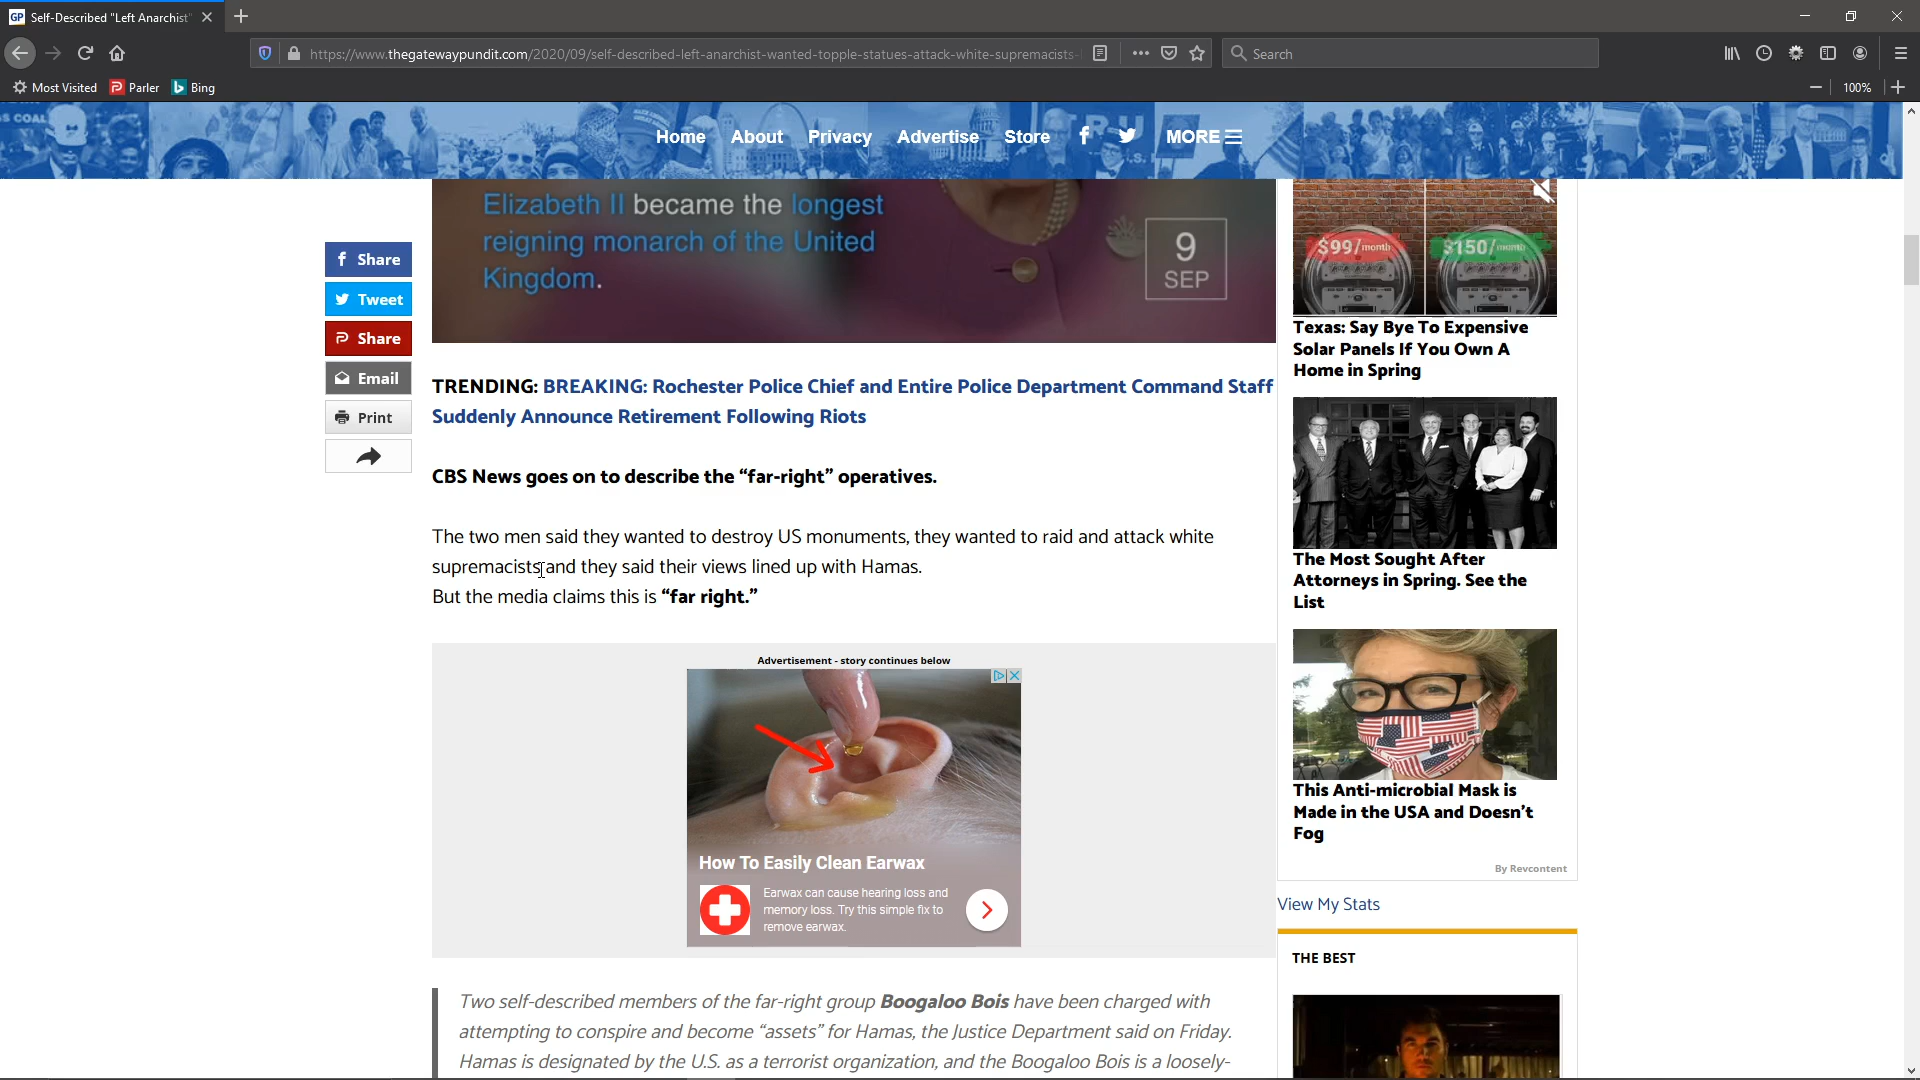 GP Self-Described "Left Anarchist"
https://www.thegatewaypundit.com/2020/09/self-described-left-anarchist-wanted-topple-statues-attack-white-supremacists-
Search
Most Visited
Parler
Bing
100%
S COAL
Home
About
Privacy
Advertise
Store
MORE
Elizabeth II became the longest
reigning monarch of the United
Kingdom.
9
SEP
Share
Tweet
Share
Email
Print
TRENDING: BREAKING: Rochester Police Chief and Entire Police Department Command Staff
Suddenly Announce Retirement Following Riots
CBS News goes on to describe the “far-right” operatives.
The two men said they wanted to destroy US monuments, they wanted to raid and attack white
supremacists and they said their views lined up with Hamas.
But the media claims this is “far right.”
Advertisement - story continues below
How To Easily Clean Earwax
Earwax can cause hearing loss and
memory loss. Try this simple fix to
remove earwax.
Two self-described members of the far-right group Boogaloo Bois have been charged with
attempting to conspire and become “assets” for Hamas, the Justice Department said on Friday.
Hamas is designated by the U.S. as a terrorist organization, and the Boogaloo Bois is a loosely-
$99/month
$150/month
Texas: Say Bye To Expensive
Solar Panels If You Own A
Home in Spring
The Most Sought After
Attorneys in Spring. See the
List
This Anti-microbial Mask is
Made in the USA and Doesn't
Fog
By Revcontent
View My Stats
THE BEST